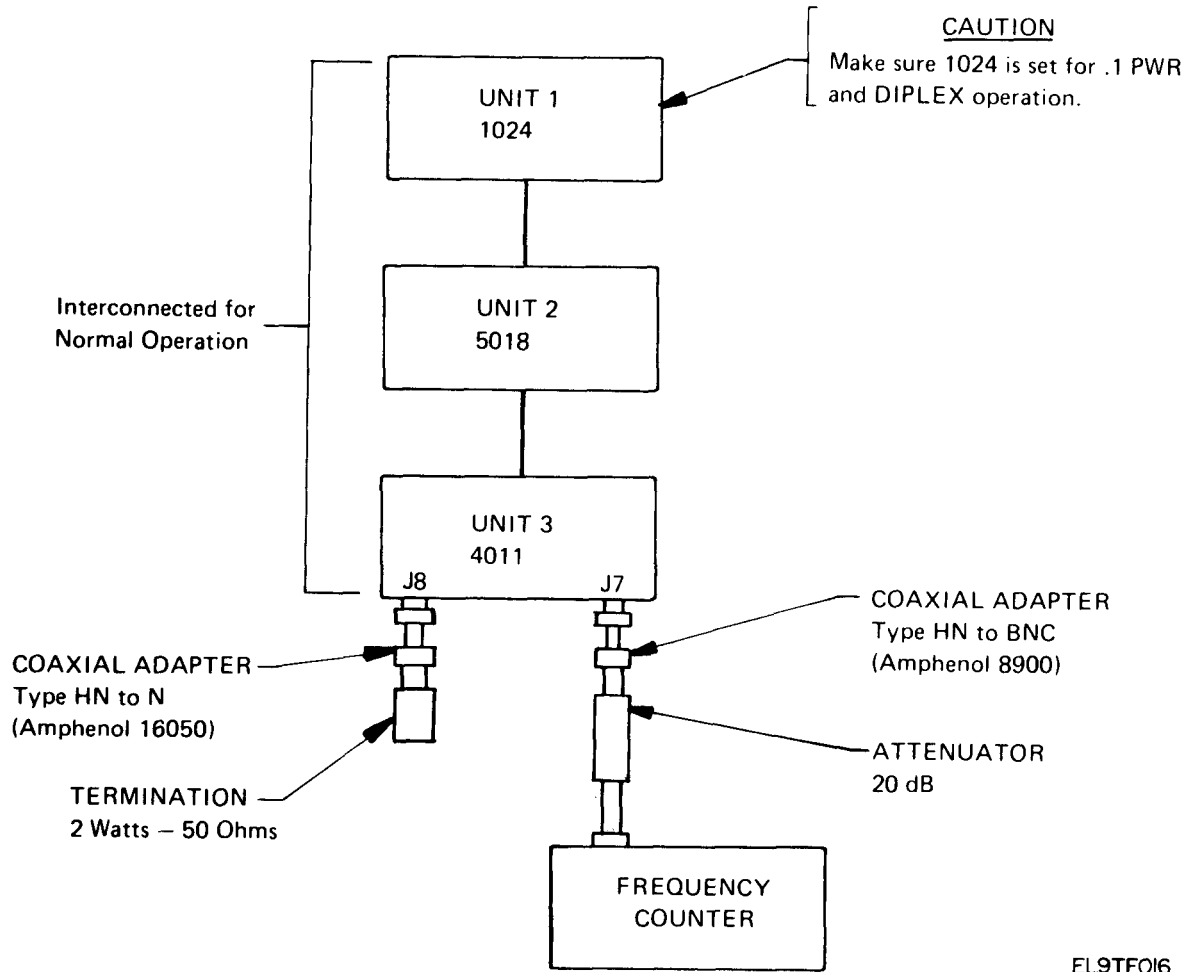 CAUTION
Make sure 1024 is set for .1 PWR
and DIPLEX operation.
UNIT 1
1024
Interconnected for
Normal Operation
UNIT 2
5018
UNIT 3
4011
J8
J7
COAXIAL ADAPTER
Type HN to BNC
(Amphenol 8900)
COAXIAL ADAPTER
Type HN to N
(Amphenol 16050)
ATTENUATOR
20 dB
TERMINATION
2 Watts – 50 Ohms
FREQUENCY
COUNTER
EL9TF016